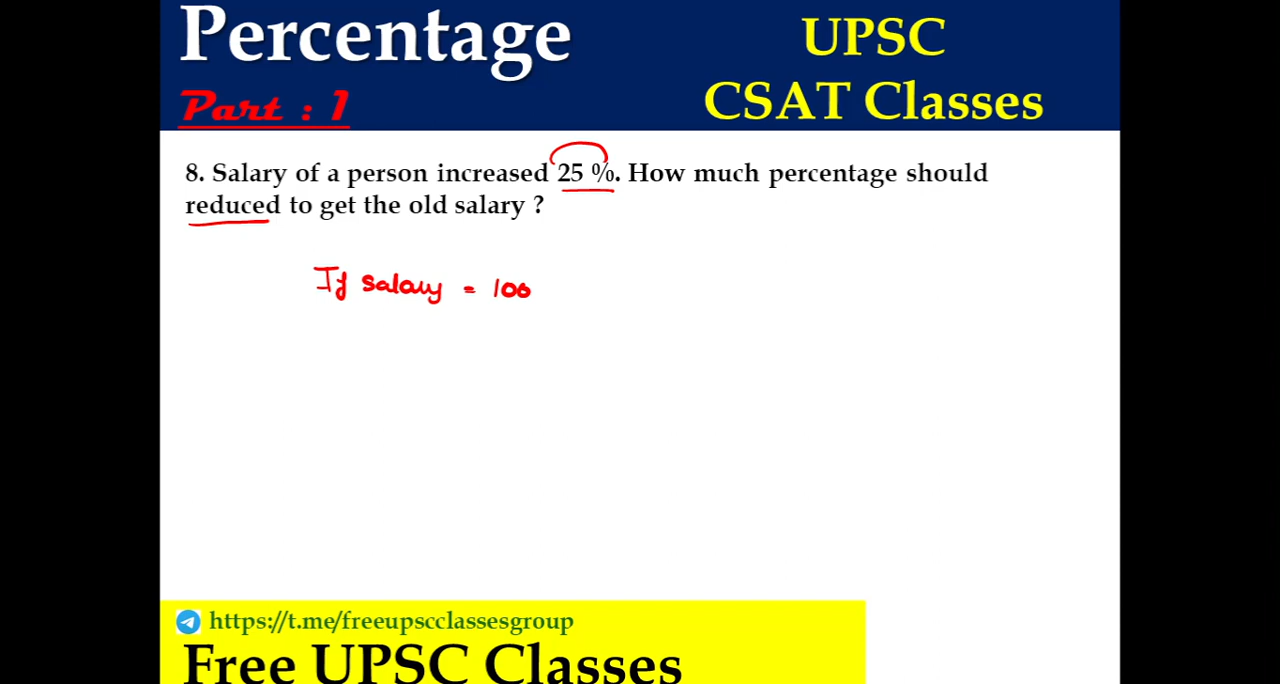 Percentage
Part : 1
UPSC
CSAT Classes
8. Salary of a person increased 25 %. How much percentage should
reduced to get the old salary ?
If salary = 100
https://t.me/freeupscclassesgroup
Free UPSC Classes